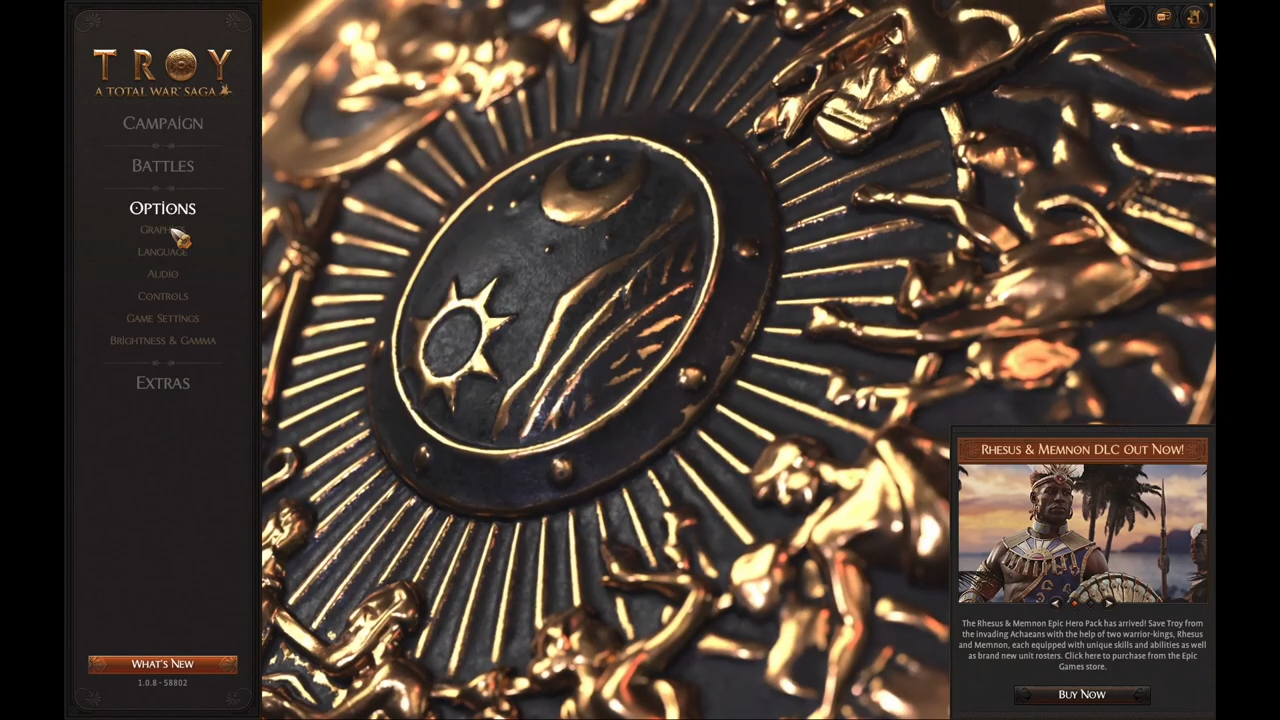 TROY
A TOTAL WAR SAGA
CAMPAIGN
BATTLES
OPTIONS
GRAPHICS
LANGUAGE
AUDIO
CONTROLS
GAME SETTINGS
BRIGHTNESS & GAMMA
EXTRAS
WHAT'S NEW
1.0.8 - 58802
RHESUS & MEMNON DLC OUT NOW!
The Rhesus & Memnon Epic Hero Pack has arrived! Save Troy from
the invading Achaeans with the help of two warrior-kings, Rhesus
and Memnon, each equipped with unique skills and abilities as well
as brand new unit rosters. Click here to purchase from the Epic
Games store.
BUY NOW